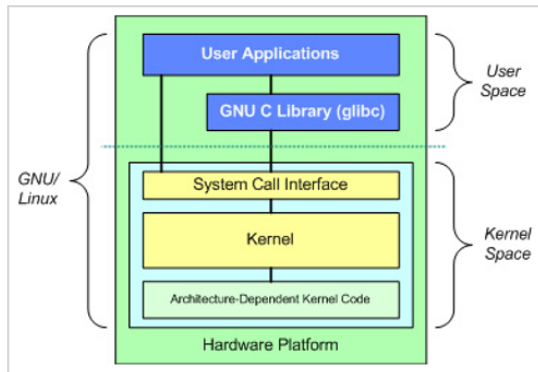 User Applications
GNU C Library (glibc)
User
Space
GNU/
Linux
System Call Interface
Kernel
Architecture-Dependent Kernel Code
Kernel
Space
Hardware Platform